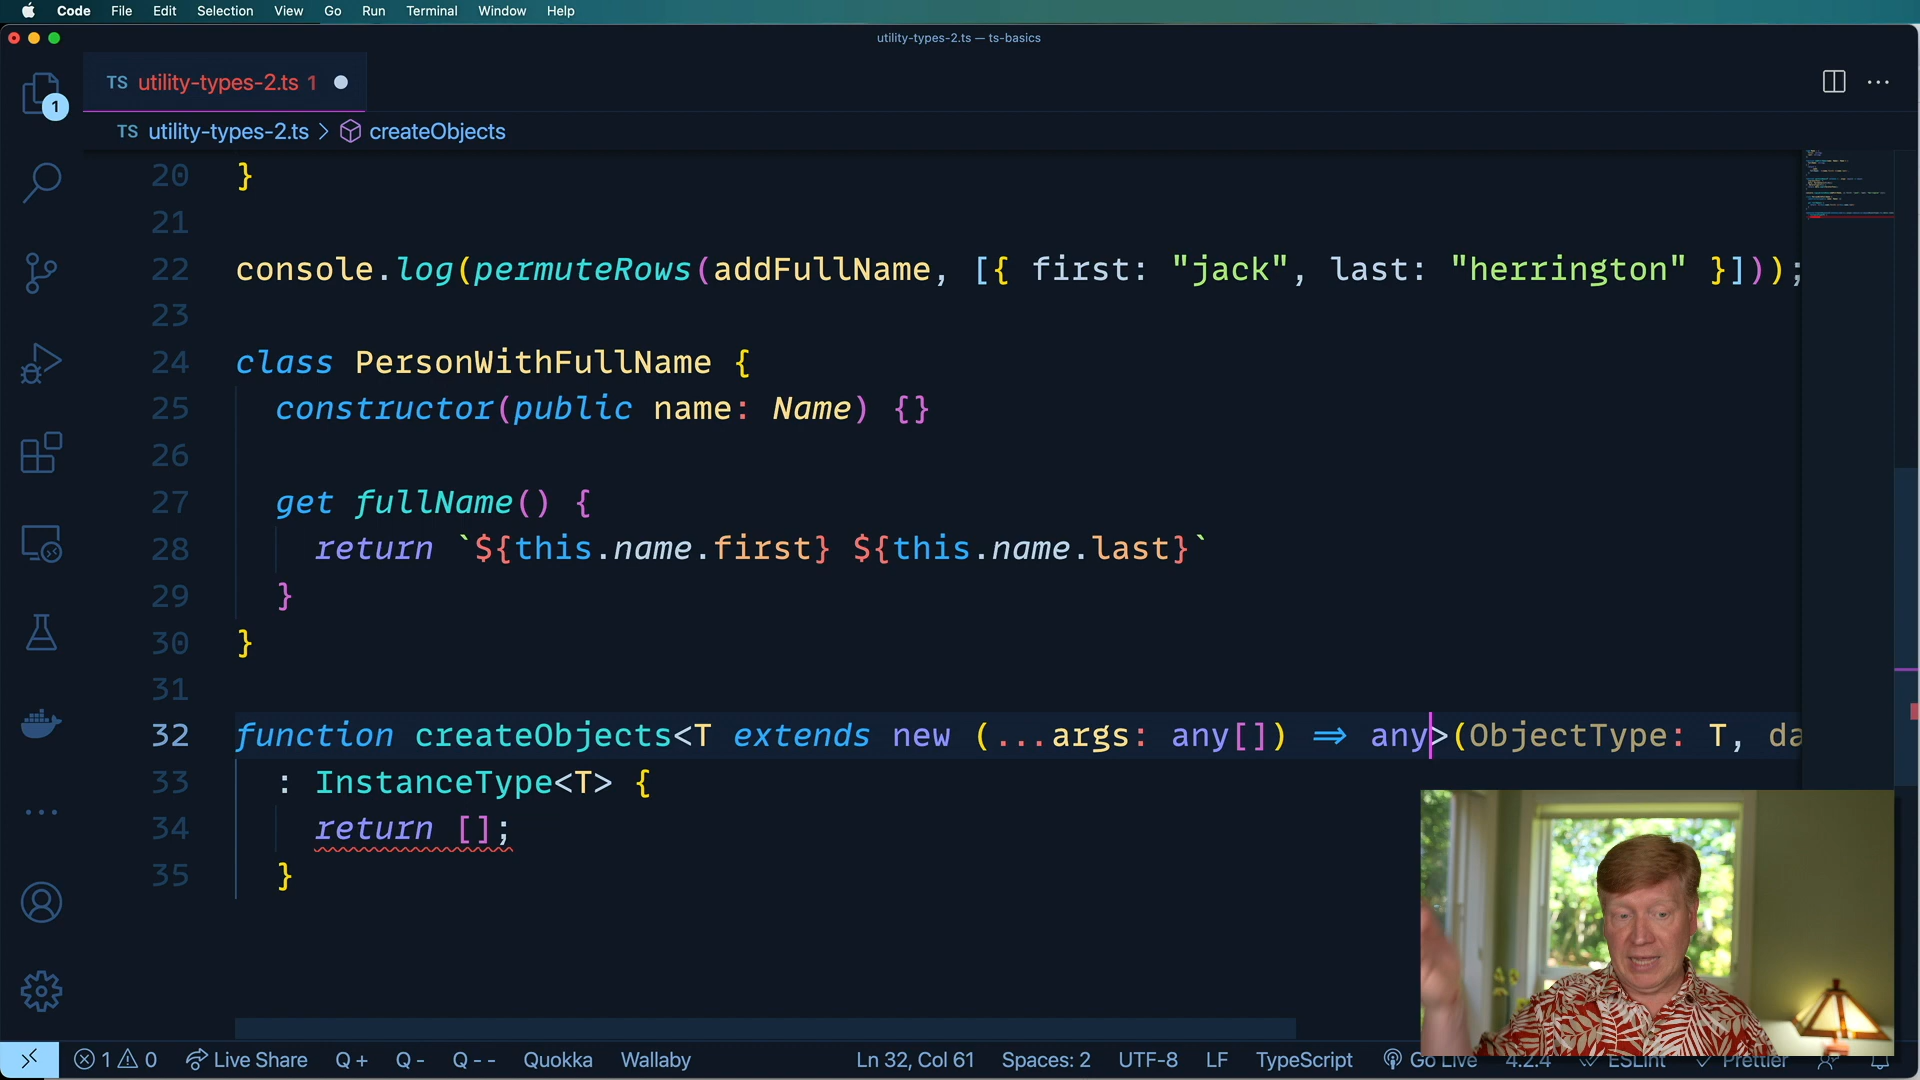 Code File Edit Selection View Go Run Terminal Window Help
utility-types-2.ts — ts-basics
TS utility-types-2.ts 1
1
TS utility-types-2.ts > createObjects
20 }
21
22 console.log(permuteRows(addFullName, [{ first: "jack", last: "herrington" }]));
23
24 class PersonWithFullName {
25 constructor(public name: Name) {}
26
27 get fullName() {
28 return `${this.name.first} ${this.name.last}`
29 }
30 }
31
32 function createObjects<T extends new (...args: any[]) => any>(ObjectType: T, da
33 : InstanceType<T> {
34 return [];
35 }
1 0 Live Share Q + Q - Q - - Quokka Wallaby Ln 32, Col 61 Spaces: 2 UTF-8 LF TypeScript Go Live 4.2.4 ESLint Prettier